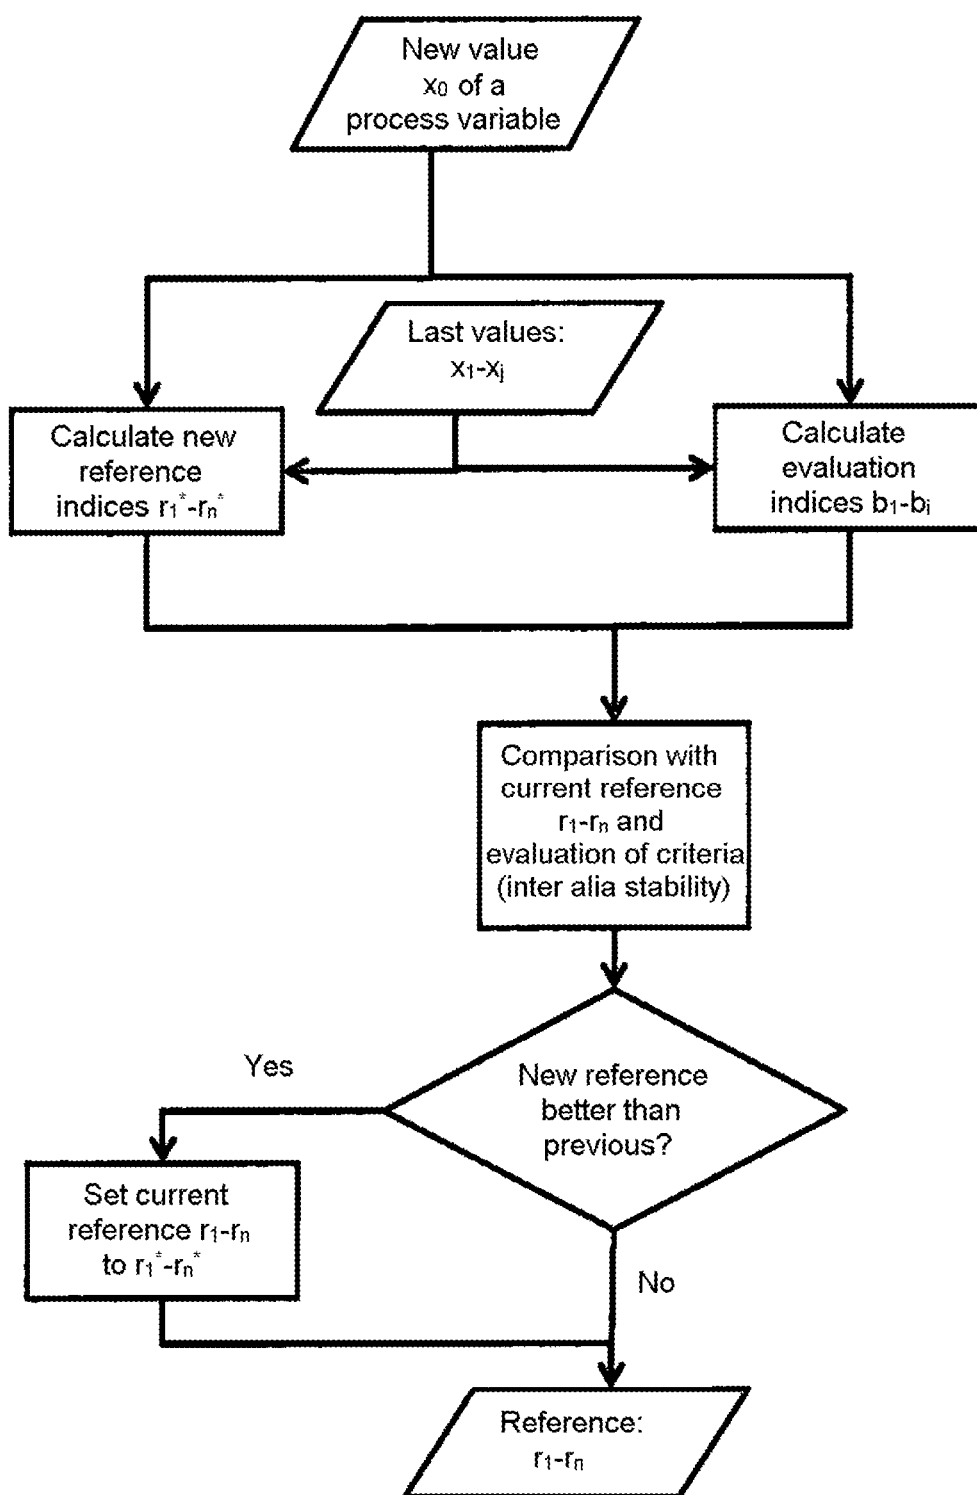 New value
x₀ of a
process variable
Last values:
x₁-xⱼ
Calculate new
reference
indices r₁*-rₙ*
Calculate
evaluation
indices b₁-bᵢ
Comparison with
current reference
r₁-rₙ and
evaluation of criteria
(inter alia stability)
New reference
better than
previous?
Yes
Set current
reference r₁-rₙ
to r₁*-rₙ*
No
Reference:
r₁-rₙ